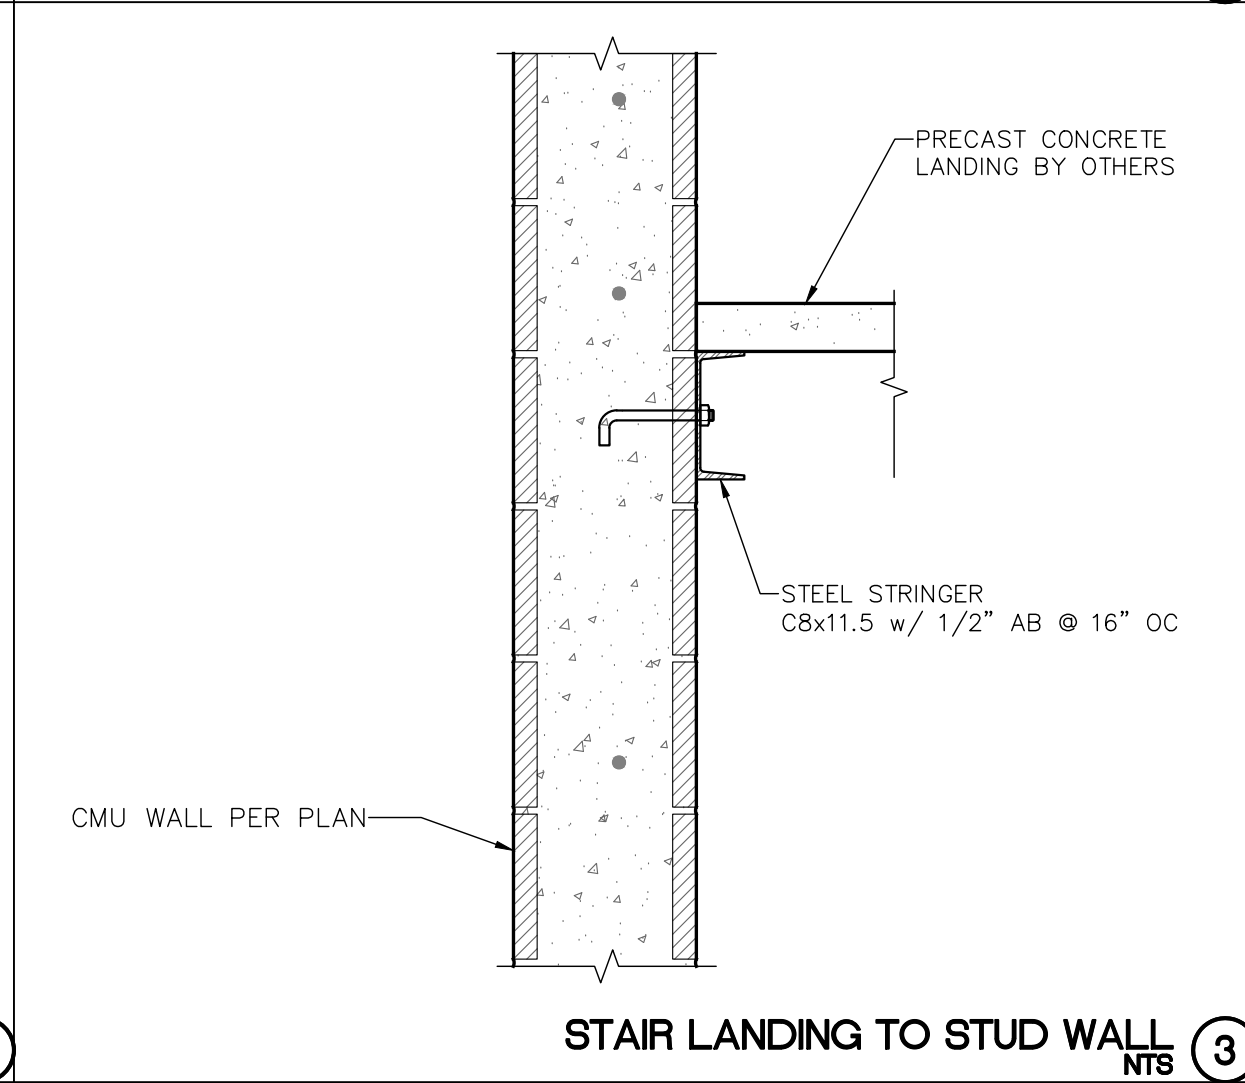 PRECAST CONCRETE
LANDING BY OTHERS
STEEL STRINGER
C8x11.5 w/ 1/2” AB @ 16” OC
CMU WALL PER PLAN
STAIR LANDING TO STUD WALL
NTS
3